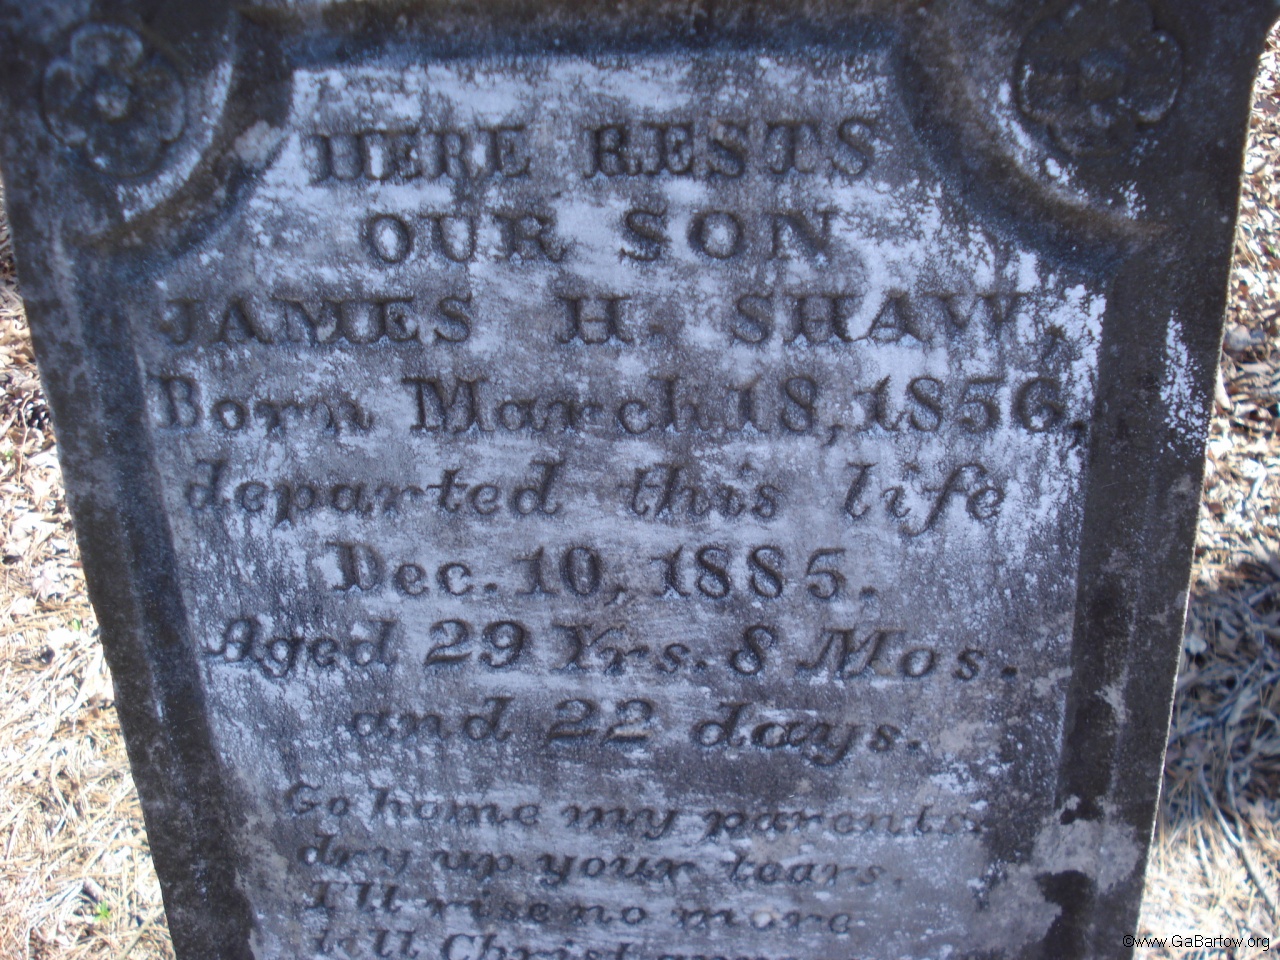 HERE RESTS
OUR SON
JAMES H. SHAW,
Born March 18, 1856,
departed this life
Dec. 10, 1885.
Aged 29 Yrs. 8 Mos.
and 22 days.
Go home my parents
dry up your tears,
I'll rise no more
till Christ
©www.GaBartow.org